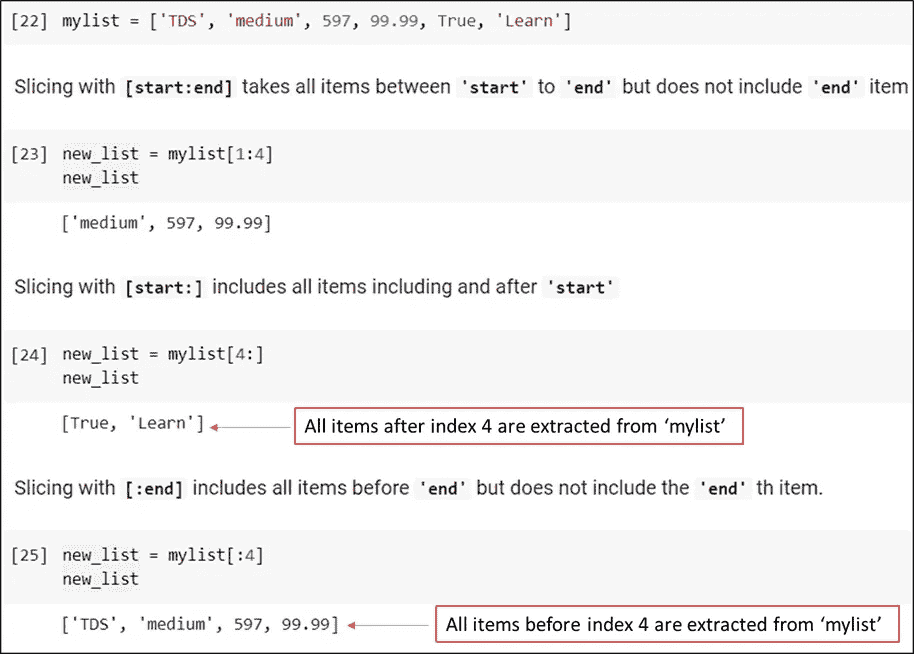 [22] mylist = ['TDS', 'medium', 597, 99.99, True, 'Learn']
Slicing with [start:end] takes all items between 'start' to 'end' but does not include 'end' item
[23] new_list = mylist[1:4]
new_list
['medium', 597, 99.99]
Slicing with [start:] includes all items including and after 'start'
[24] new_list = mylist[4:]
new_list
[True, 'Learn'] All items after index 4 are extracted from ‘mylist’
Slicing with [:end] includes all items before 'end' but does not include the 'end' th item.
[25] new_list = mylist[:4]
new_list
['TDS', 'medium', 597, 99.99] All items before index 4 are extracted from ‘mylist’